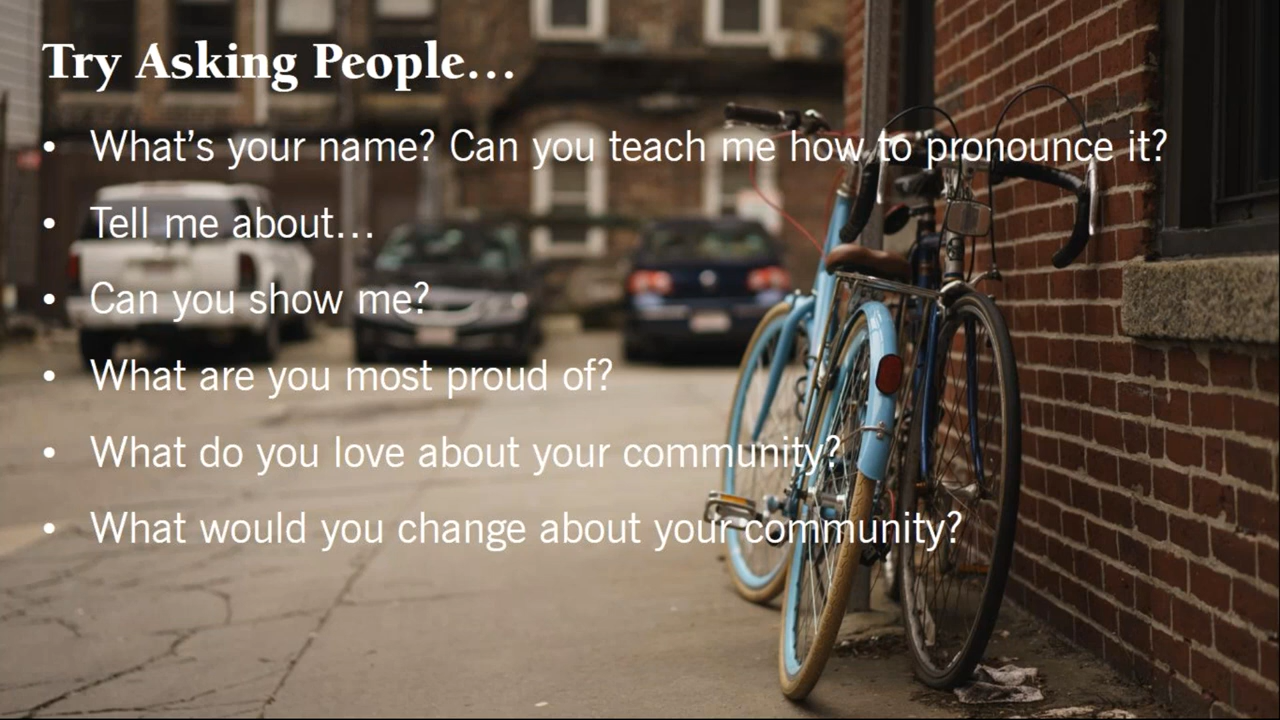 Try Asking People…
• What’s your name? Can you teach me how to pronounce it?
• Tell me about…
• Can you show me?
• What are you most proud of?
• What do you love about your community?
• What would you change about your community?